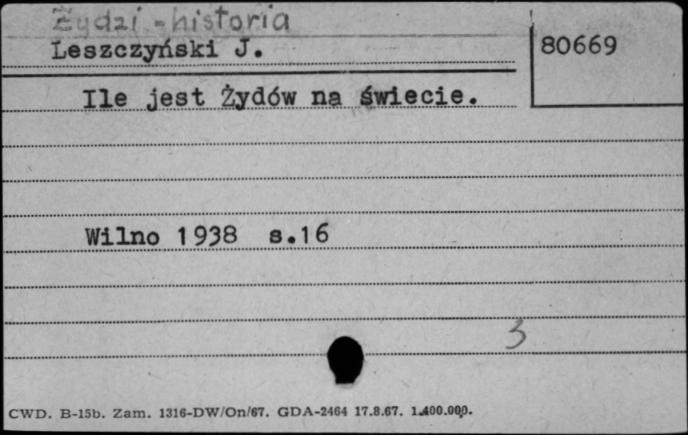 Żydzi - historia
Leszczyński J.
80669
Ile jest Żydów na świecie.
Wilno 1938 s.16
3
CWD. B-15b. Zam. 1316-DW/On/67. GDA-2464 17.8.67. 1.400.000.